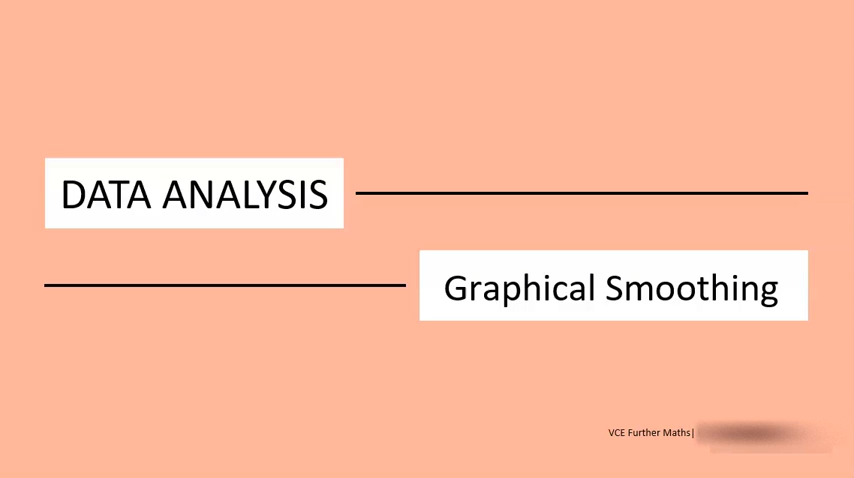 DATA ANALYSIS
Graphical Smoothing
VCE Further Maths|